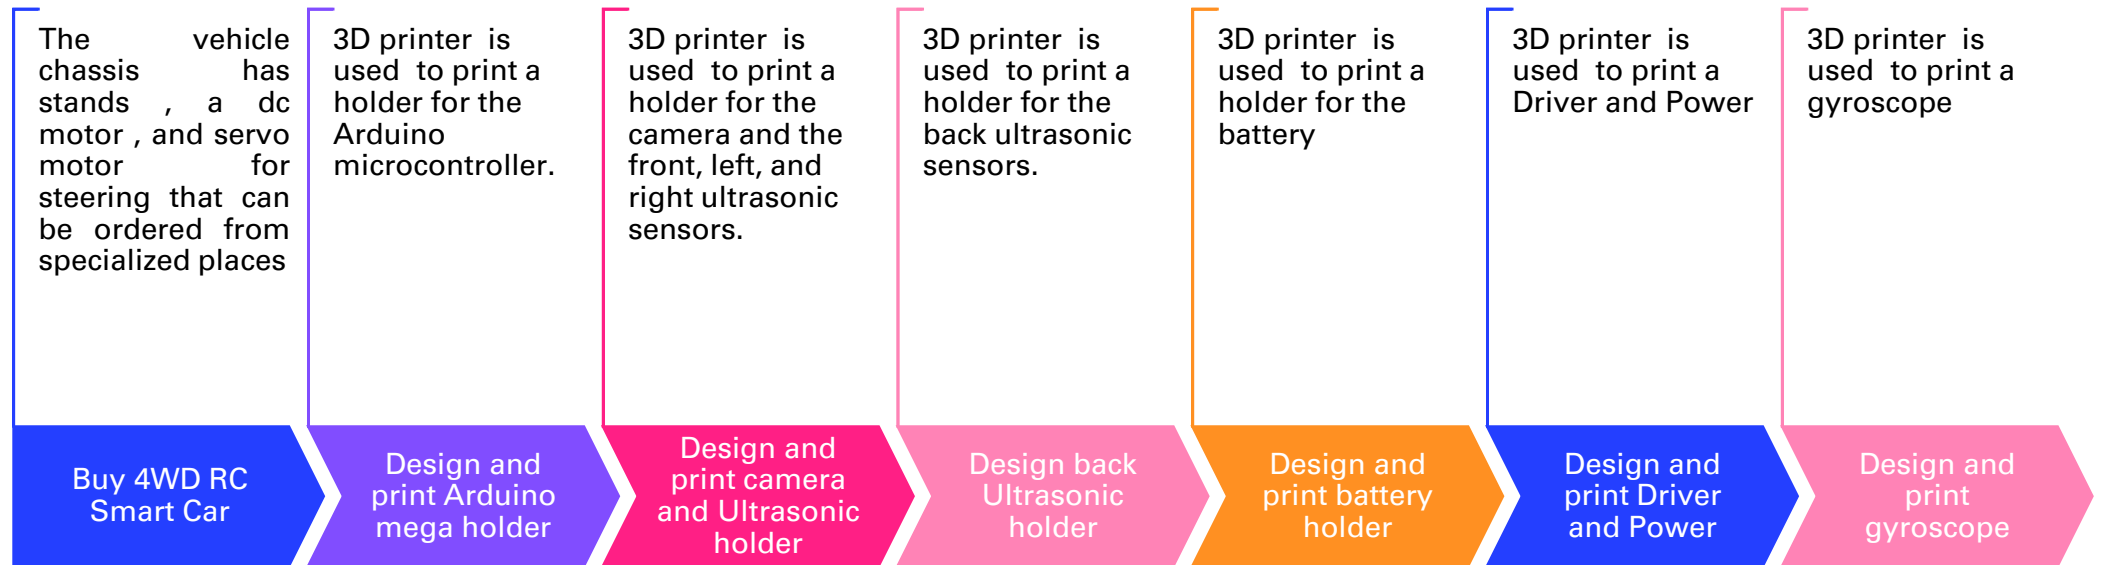 The vehicle
chassis has
stands , a dc
motor , and servo
motor for
steering that can
be ordered from
specialized places
3D printer is
used to print a
holder for the
Arduino
microcontroller.
3D printer is
used to print a
holder for the
camera and the
front, left, and
right ultrasonic
sensors.
3D printer is
used to print a
holder for the
back ultrasonic
sensors.
3D printer is
used to print a
holder for the
battery
3D printer is
used to print a
Driver and Power
3D printer is
used to print a
gyroscope
Buy 4WD RC
Smart Car
Design and
print Arduino
mega holder
Design and
print camera
and Ultrasonic
holder
Design back
Ultrasonic
holder
Design and
print battery
holder
Design and
print Driver
and Power
Design and
print
gyroscope